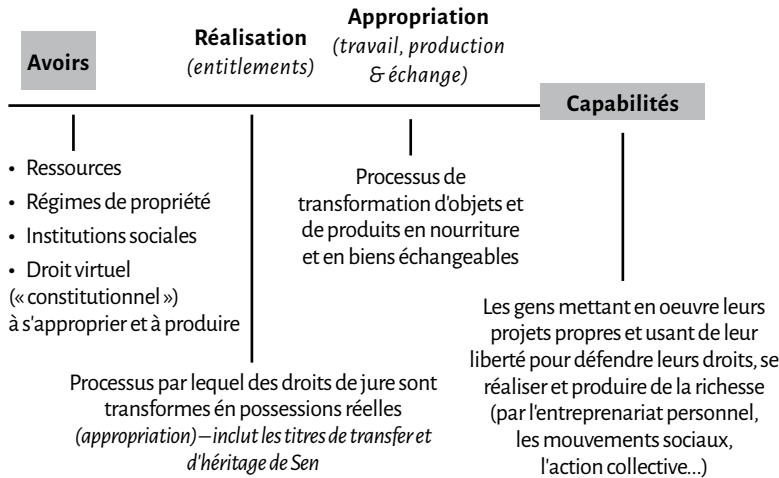 Avoirs
Réalisation
(entitlements)
Appropriation
(travail, production
& échange)
Capabilités
• Ressources
• Régimes de propriété
• Institutions sociales
• Droit virtuel
(« constitutionnel »)
à s'approprier et à produire
Processus par lequel des droits de jure sont
transformes én possessions réelles
(appropriation) – inclut les titres de transfer et
d'héritage de Sen
Processus de
transformation d'objets et
de produits en nourriture
et en biens échangeables
Les gens mettant en oeuvre leurs
projets propres et usant de leur
liberté pour défendre leurs droits, se
réaliser et produire de la richesse
(par l'entreprenariat personnel,
les mouvements sociaux,
l'action collective...)